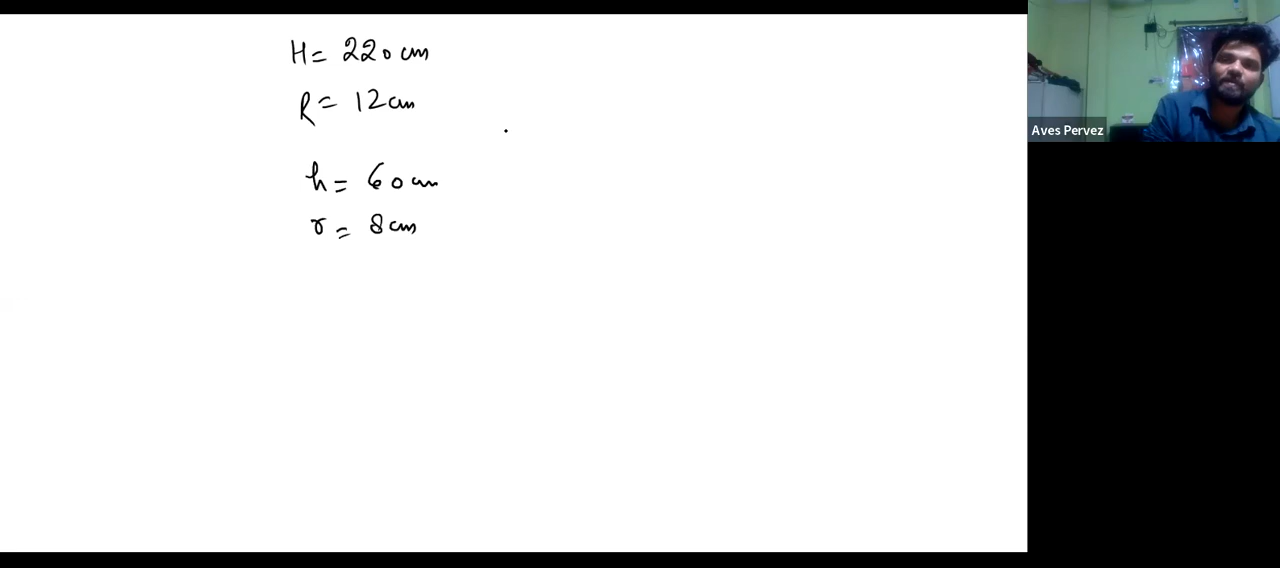 H = 220 cm
R = 12 cm
h = 60 cm
r = 8 cm
Aves Pervez